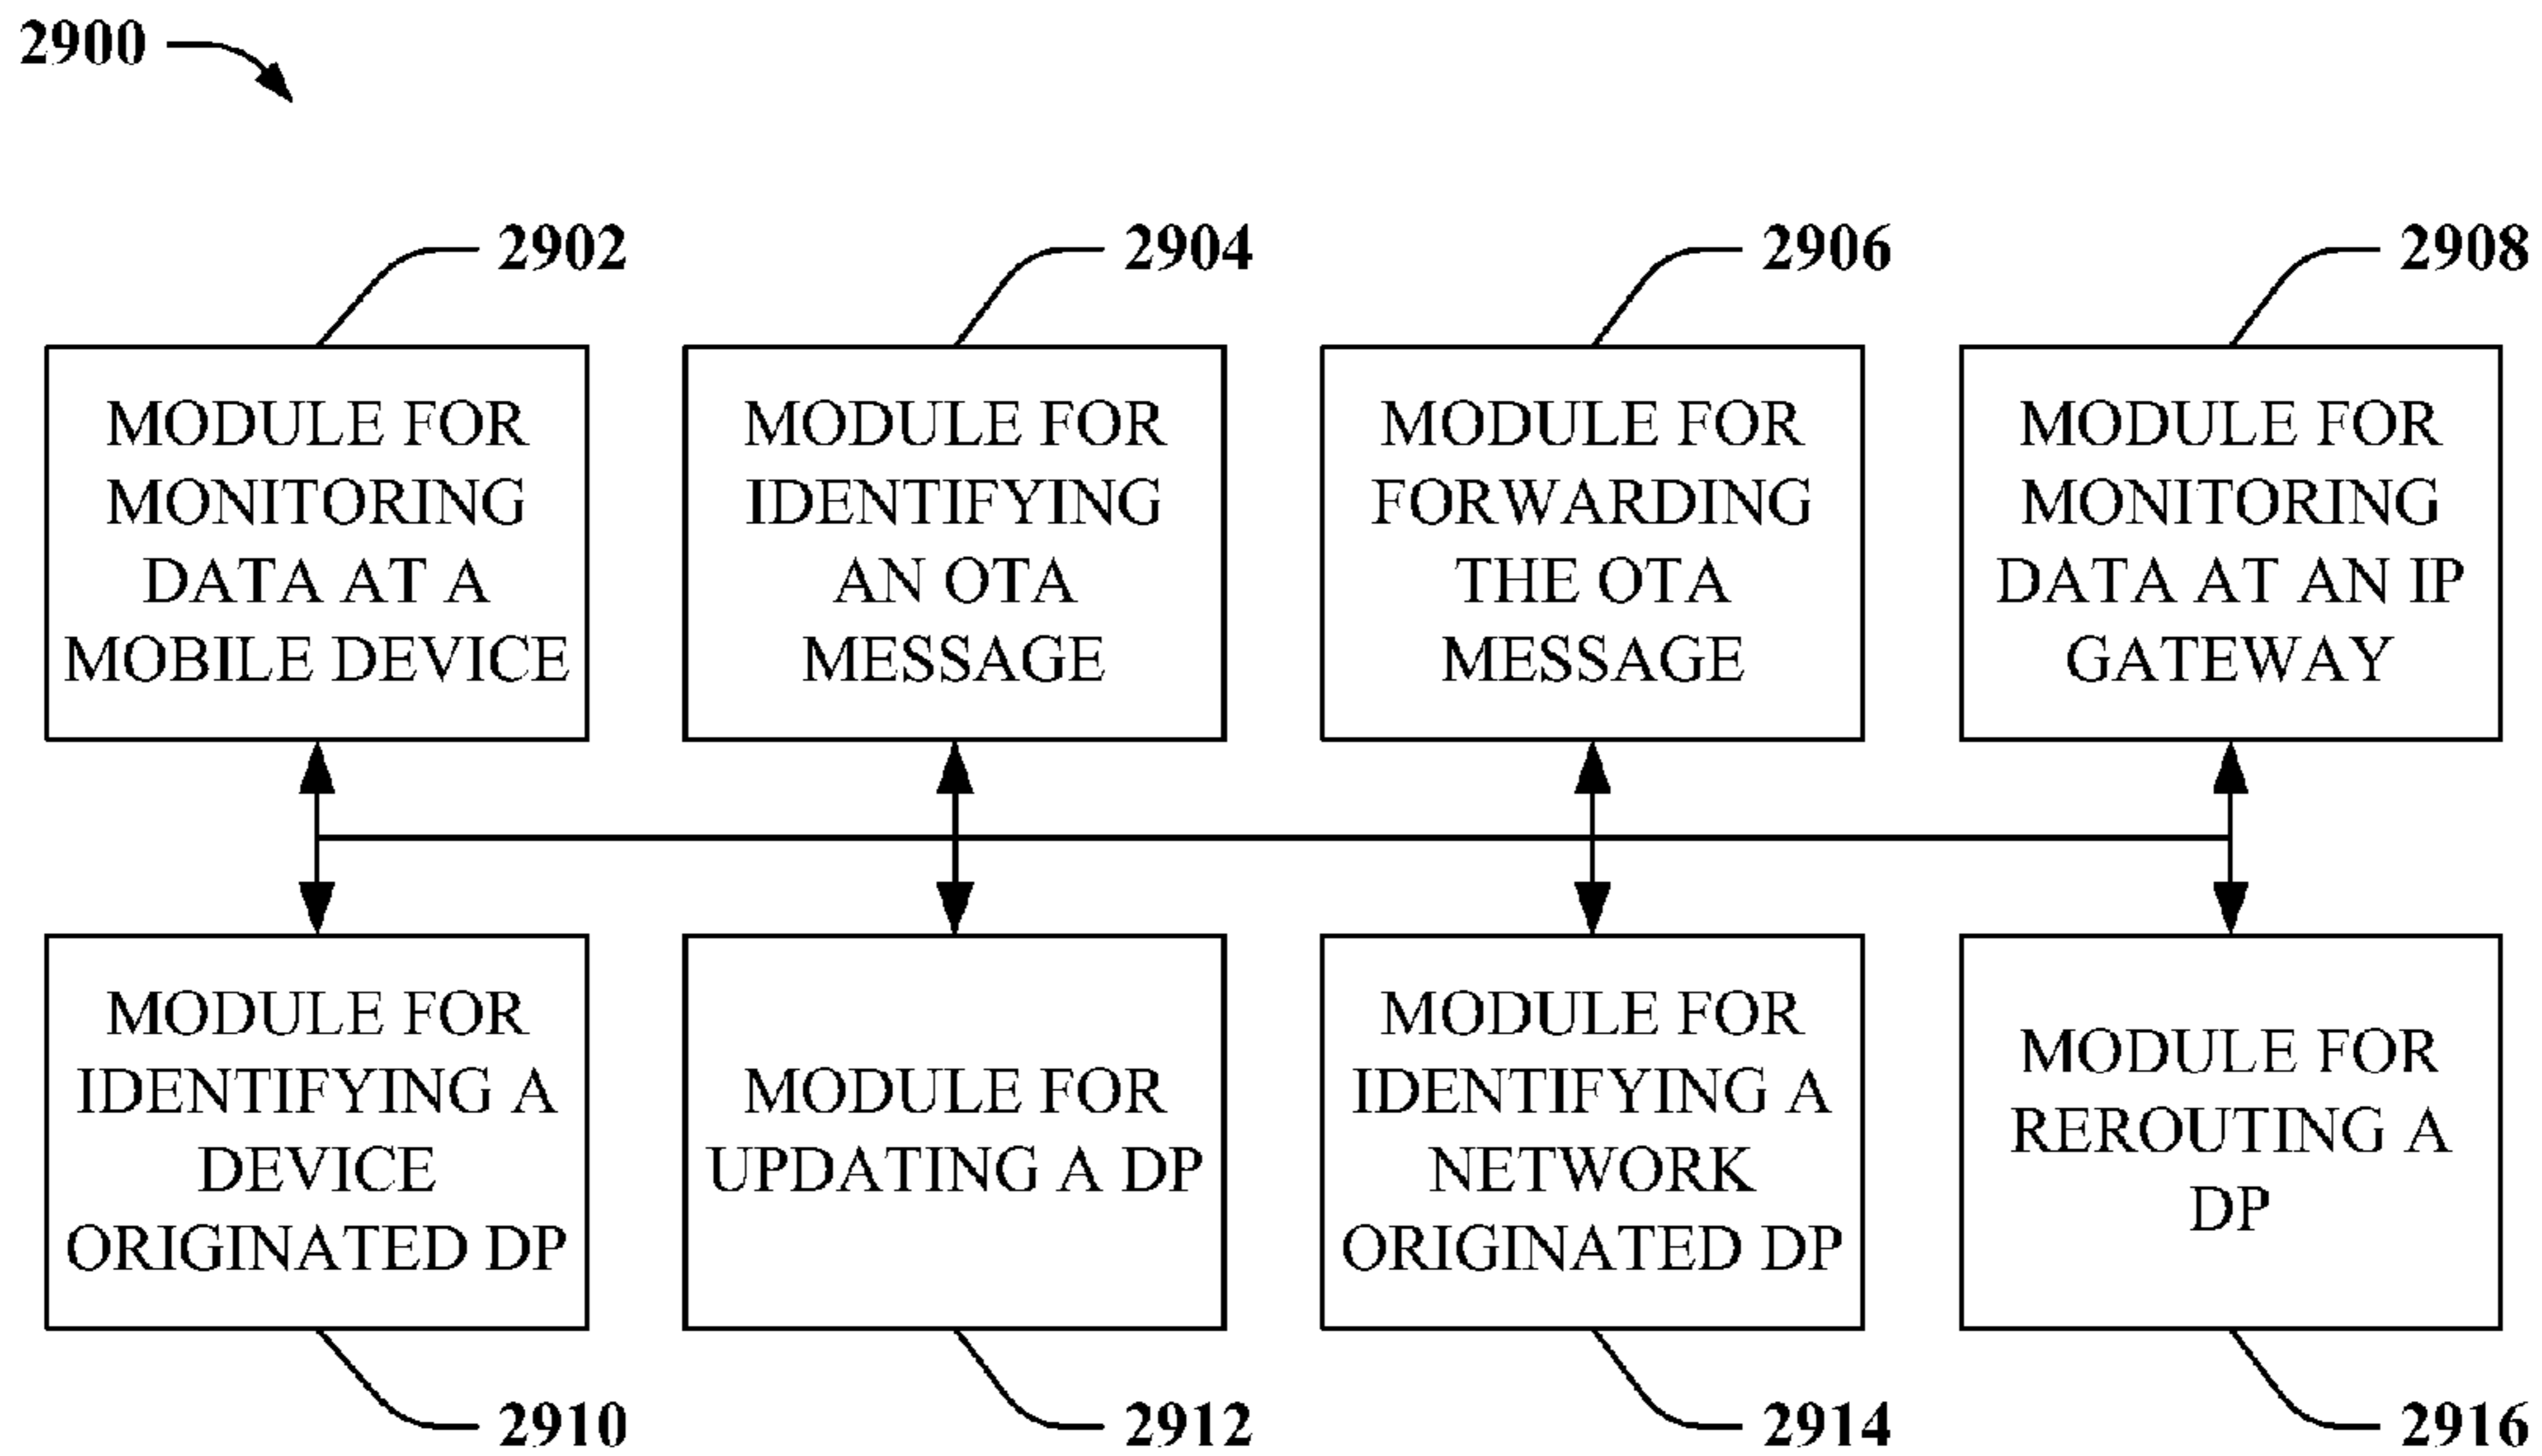 2900
2902
2904
2906
2908
MODULE FOR
MONITORING
DATA AT A
MOBILE DEVICE
MODULE FOR
IDENTIFYING
AN OTA
MESSAGE
MODULE FOR
FORWARDING
THE OTA
MESSAGE
MODULE FOR
MONITORING
DATA AT AN IP
GATEWAY
MODULE FOR
IDENTIFYING A
DEVICE
ORIGINATED DP
MODULE FOR
UPDATING A DP
MODULE FOR
IDENTIFYING A
NETWORK
ORIGINATED DP
MODULE FOR
REROUTING A
DP
2910
2912
2914
2916